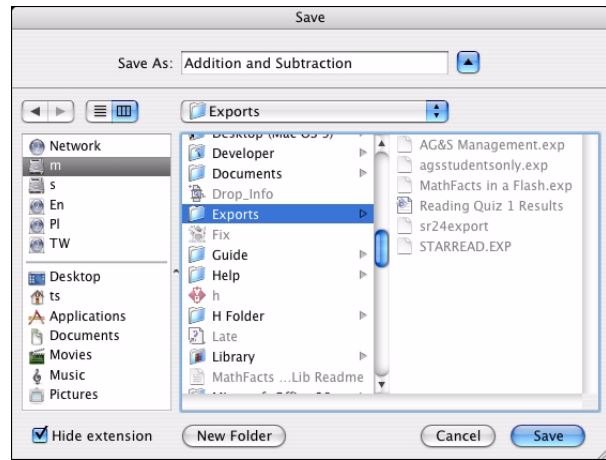 Save
Save As: Addition and Subtraction
Exports
Network
m
s
En
Pl
TW
Desktop
ts
Applications
Documents
Movies
Music
Pictures
Desktop (Mac OS 9)
Developer
Documents
Drop_Info
Exports
Fix
Guide
Help
h
H Folder
Late
Library
MathFacts ...Lib Readme
AG&S Management.exp
agsstudentsonly.exp
MathFacts in a Flash.exp
Reading Quiz 1 Results
sr24export
STARREAD.EXP
Hide extension
New Folder
Cancel
Save